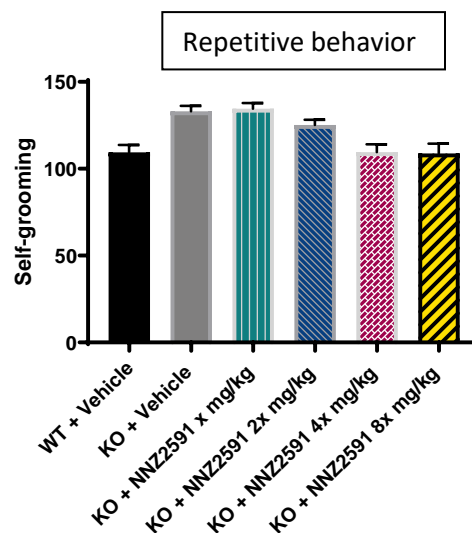 Repetitive behavior
150
100
50
0
Self-grooming
WT + Vehicle
KO + Vehicle
KO + NNZ2591 x mg/kg
KO + NNZ2591 2x mg/kg
KO + NNZ2591 4x mg/kg
KO + NNZ2591 8x mg/kg